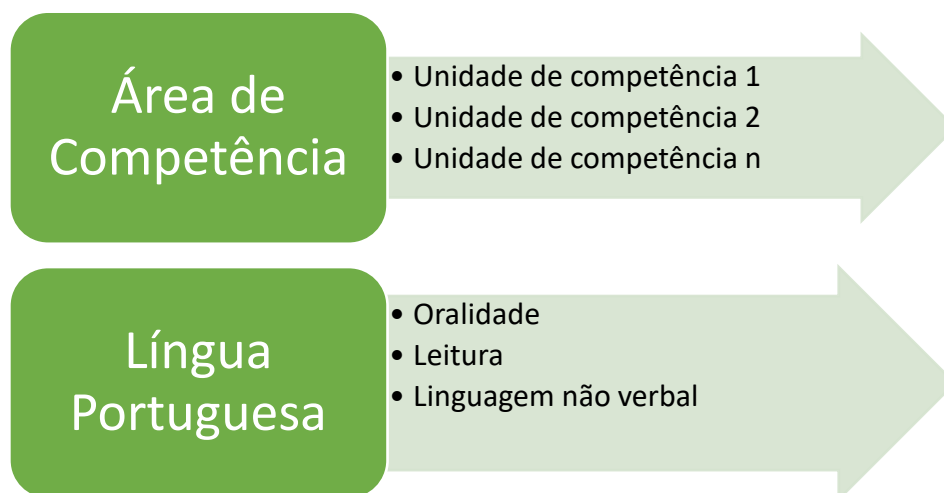 Área de
Competência
• Unidade de competência 1
• Unidade de competência 2
• Unidade de competência n
Língua
Portuguesa
• Oralidade
• Leitura
• Linguagem não verbal